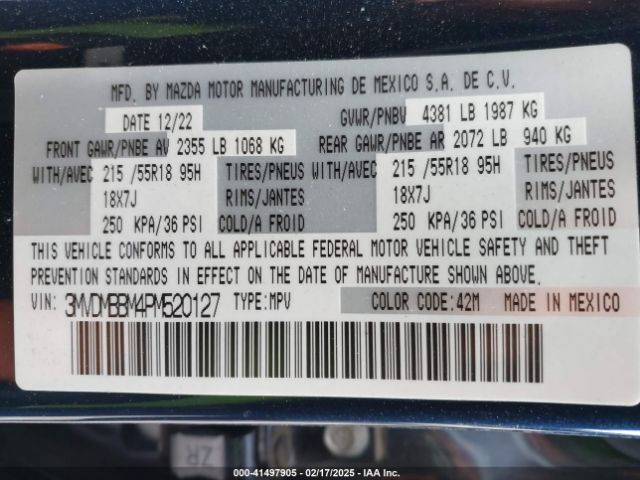 MFD. BY MAZDA MOTOR MANUFACTURING DE MEXICO S.A. DE C.V.
DATE 12/22 GVWR/PNBV 4381 LB 1987 KG
FRONT GAWR/PNBE AV 2355 LB 1068 KG REAR GAWR/PNBE AR 2072 LB 940 KG
WITH/AVEC 215 /55R18 95H TIRES/PNEUS WITH/AVEC 215 /55R18 95H TIRES/PNEUS
18X7J RIMS/JANTES 18X7J RIMS/JANTES
250 KPA/36 PSI COLD/A FROID 250 KPA/36 PSI COLD/A FROID
THIS VEHICLE CONFORMS TO ALL APPLICABLE FEDERAL MOTOR VEHICLE SAFETY AND THEFT
PREVENTION STANDARDS IN EFFECT ON THE DATE OF MANUFACTURE SHOWN ABOVE.
VIN: 3MVDMBBM4PM520127 TYPE:MPV COLOR CODE:42M MADE IN MEXICO
ZR
© - 41497905 - 02/17/2025 - IAA Inc.